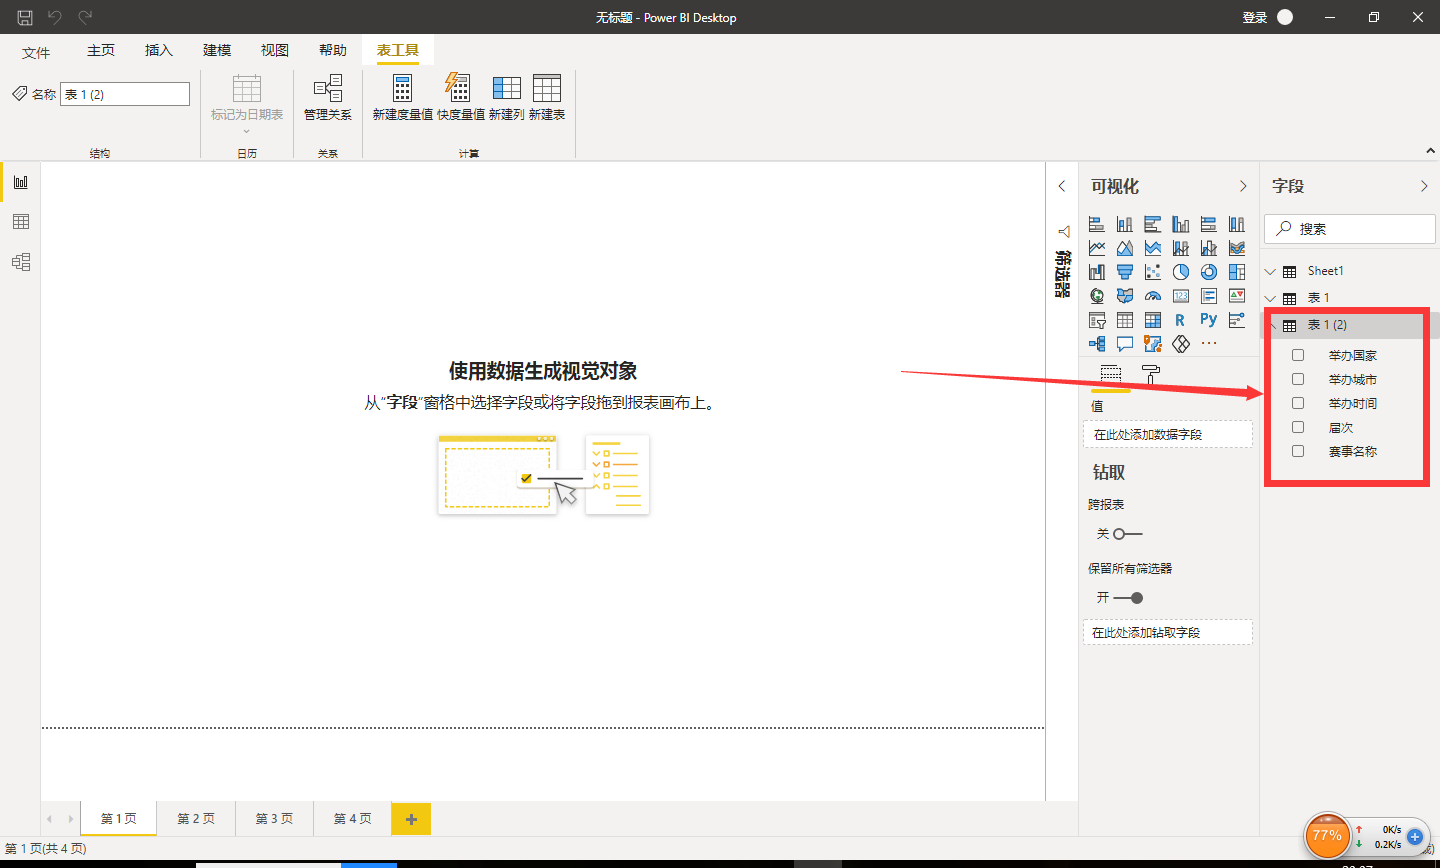 无标题 - Power BI Desktop
登录
文件
主页
插入
建模
视图
帮助
表工具
名称
表 1 (2)
标记为日期表
管理关系
新建度量值
快度量值
新建列
新建表
结构
日历
关系
计算
使用数据生成视觉对象
从“字段”窗格中选择字段或将字段拖到报表画布上。
筛选器
可视化
123
R
Py
...
值
在此处添加数据字段
钻取
跨报表
关
保留所有筛选器
开
在此处添加钻取字段
字段
搜索
Sheet1
表 1
表 1 (2)
举办国家
举办城市
举办时间
届次
赛事名称
第 1 页
第 2 页
第 3 页
第 4 页
第 1 页(共 4 页)
77%
0K/s
0.2K/s